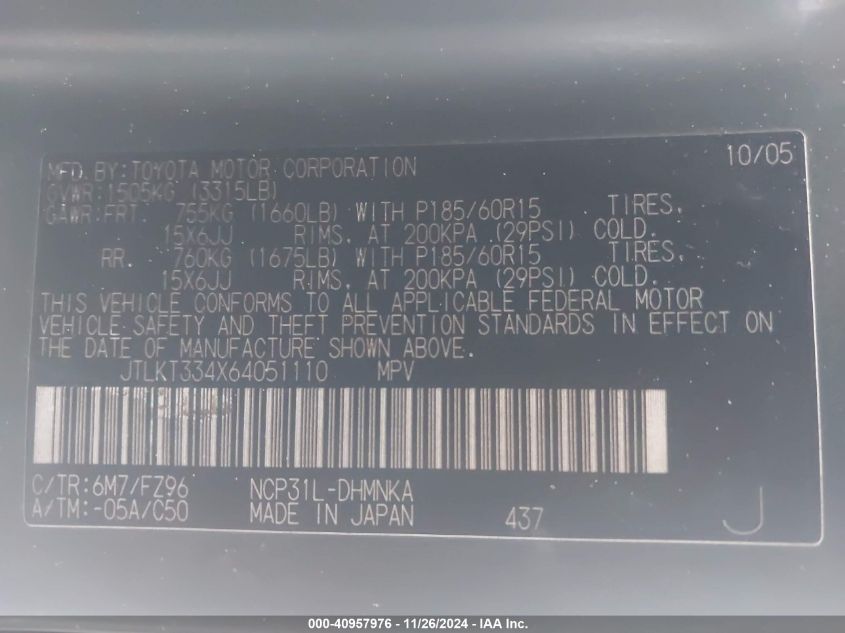 MFD. BY: TOYOTA MOTOR CORPORATION 10/05
GVWR: 1505KG (3315LB)
GAWR: FRT. 755KG (1660LB) WITH P185/60R15 TIRES,
15X6JJ RIMS, AT 200KPA (29PSI) COLD.
RR. 760KG (1675LB) WITH P185/60R15 TIRES,
15X6JJ RIMS, AT 200KPA (29PSI) COLD.
THIS VEHICLE CONFORMS TO ALL APPLICABLE FEDERAL MOTOR
VEHICLE SAFETY AND THEFT PREVENTION STANDARDS IN EFFECT ON
THE DATE OF MANUFACTURE SHOWN ABOVE.
JTLKT334X64051110 MPV
C/TR: 6M7/FZ96 NCP31L-DHMNKA
A/TM: -05A/C50 MADE IN JAPAN 437 J
000-40957976 - 11/26/2024 - IAA Inc.